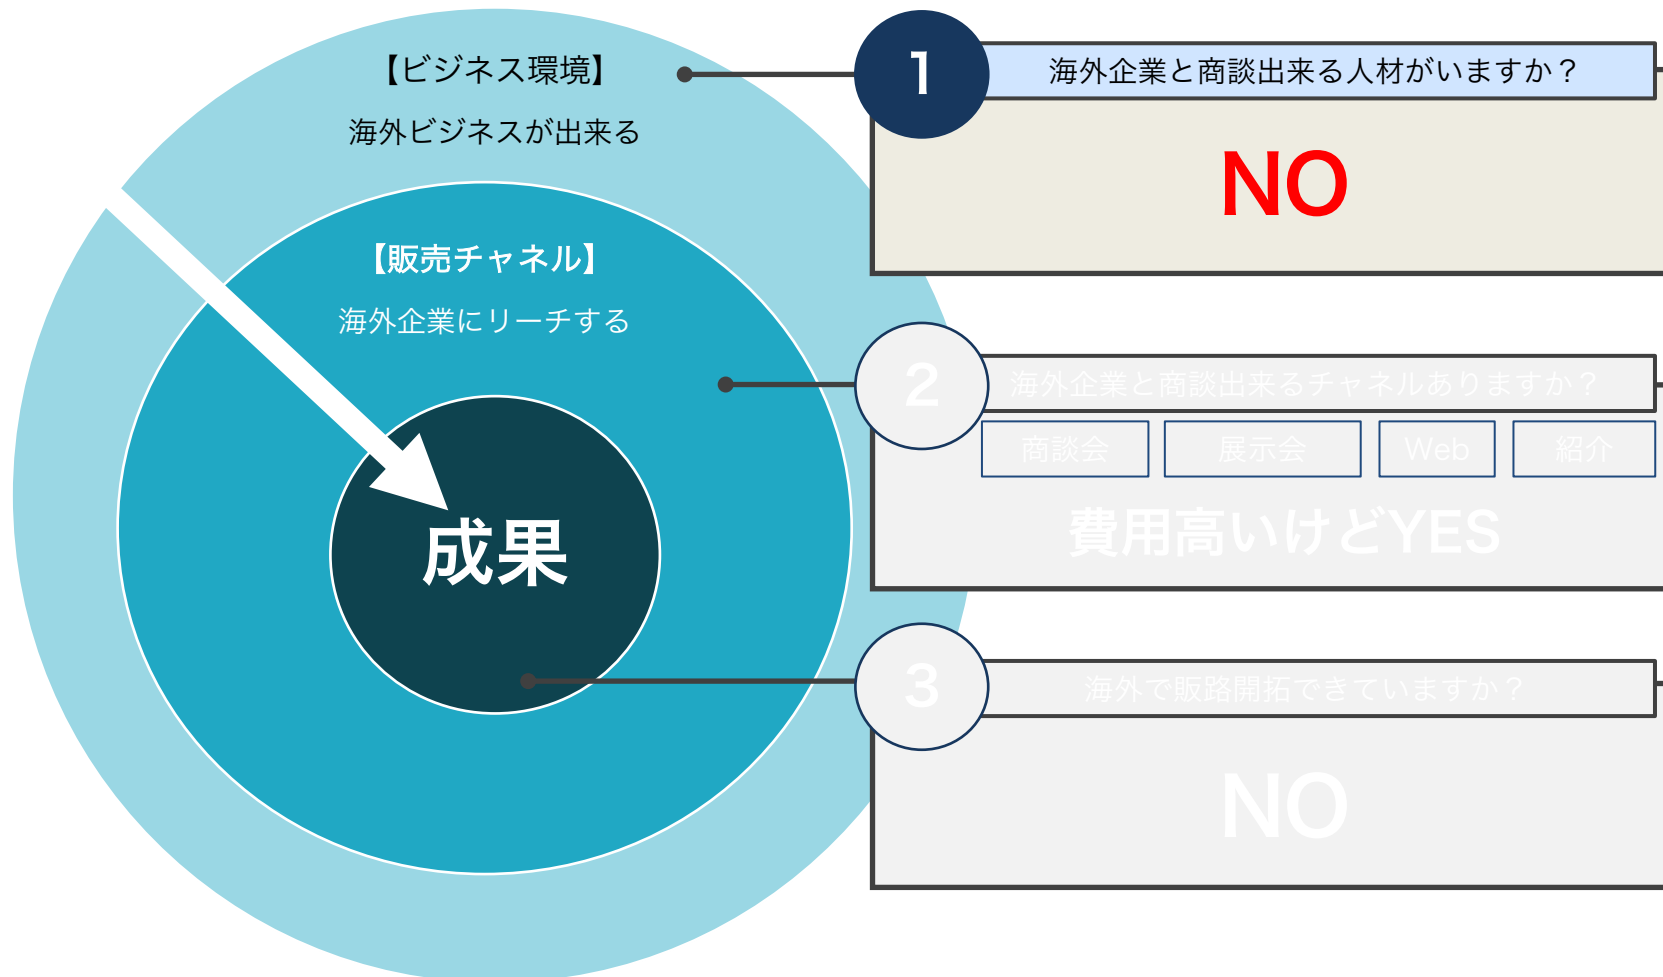 【ビジネス環境】
海外ビジネスが出来る
【販売チャネル】
海外企業にリーチする
成果
1
海外企業と商談出来る人材がいますか？
NO
2
海外企業と商談出来るチャネルありますか？
商談会
展示会
Web
紹介
費用高いけどYES
3
海外で販路開拓できていますか？
NO